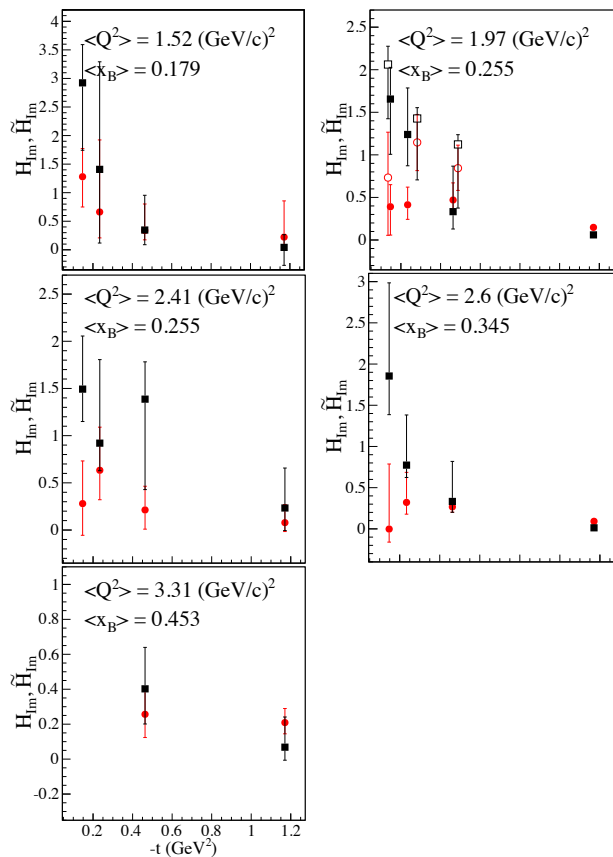 <Q²> = 1.52 (GeV/c)²
<x_B> = 0.179
H_Im, H̃_Im
4
3.5
3
2.5
2
1.5
1
0.5
0
<Q²> = 1.97 (GeV/c)²
<x_B> = 0.255
H_Im, H̃_Im
2.5
2
1.5
1
0.5
0
<Q²> = 2.41 (GeV/c)²
<x_B> = 0.255
H_Im, H̃_Im
2.5
2
1.5
1
0.5
0
<Q²> = 2.6 (GeV/c)²
<x_B> = 0.345
H_Im, H̃_Im
3
2.5
2
1.5
1
0.5
0
<Q²> = 3.31 (GeV/c)²
<x_B> = 0.453
H_Im, H̃_Im
1
0.8
0.6
0.4
0.2
0
-0.2
0.2 0.4 0.6 0.8 1 1.2
-t (GeV²)